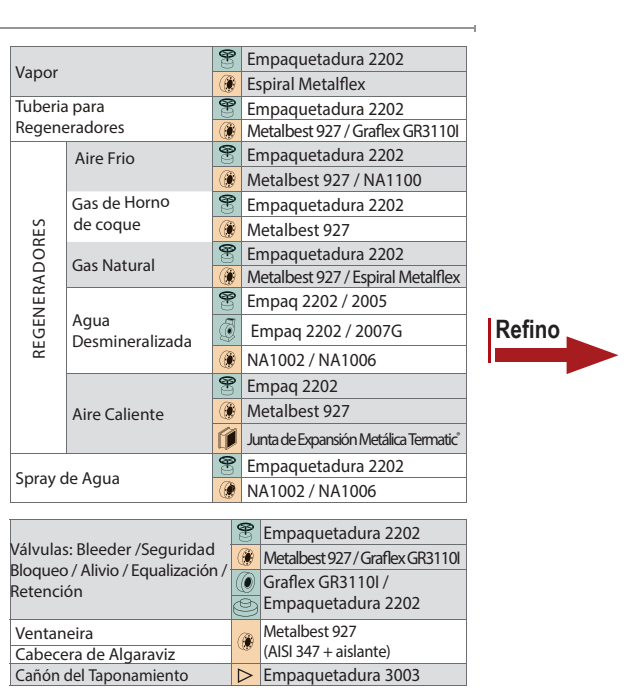 Vapor
Empaquetadura 2202
Espiral Metalflex
Tuberia para
Regeneradores
Empaquetadura 2202
Metalbest 927 / Graflex GR3110I
REGENERADORES
Aire Frio
Empaquetadura 2202
Metalbest 927 / NA1100
Gas de Horno
de coque
Empaquetadura 2202
Metalbest 927
Gas Natural
Empaquetadura 2202
Metalbest 927 / Espiral Metalflex
Agua
Desmineralizada
Empaq 2202 / 2005
Empaq 2202 / 2007G
NA1002 / NA1006
Aire Caliente
Empaq 2202
Metalbest 927
Junta de Expansión Metálica Termatic®
Spray de Agua
Empaquetadura 2202
NA1002 / NA1006
Refino
Válvulas: Bleeder /Seguridad
Bloqueo / Alivio / Equalización /
Retención
Empaquetadura 2202
Metalbest 927 / Graflex GR3110I
Graflex GR3110I /
Empaquetadura 2202
Ventaneira
Cabecera de Algaraviz
Metalbest 927
(AISI 347 + aislante)
Cañón del Taponamiento
Empaquetadura 3003